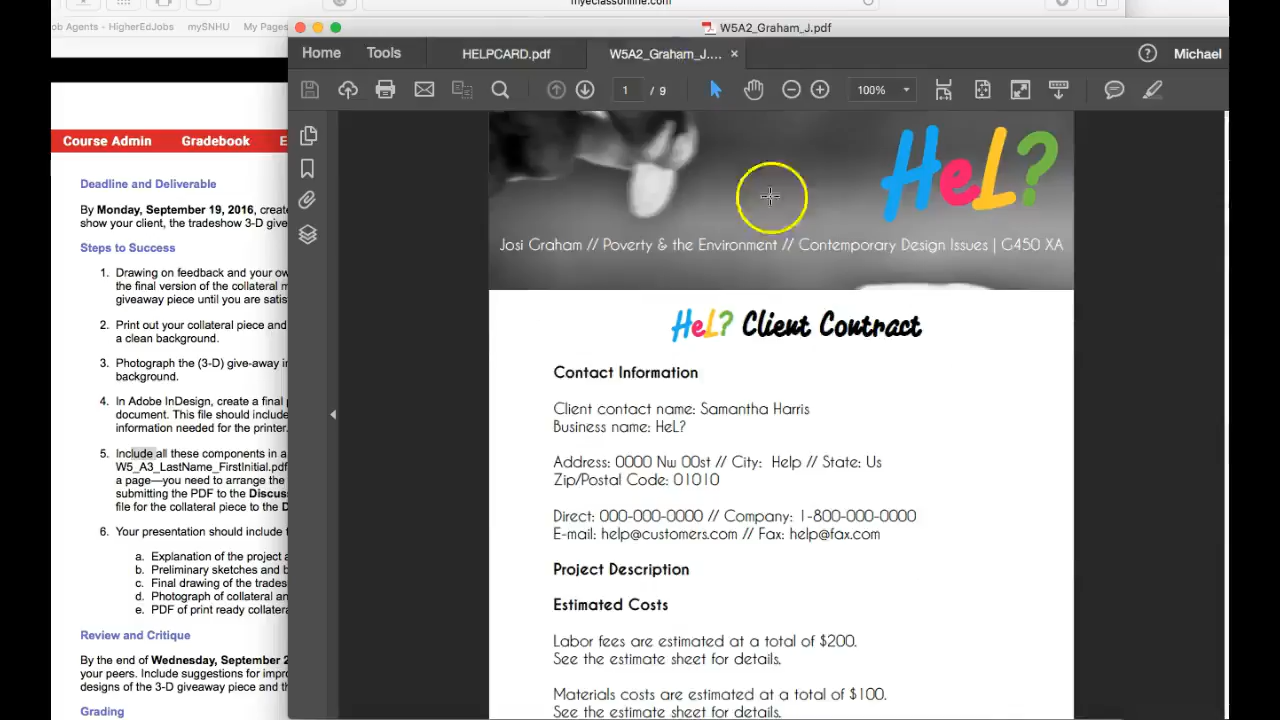 myeclassonline.com
Job Agents - HigherEdJobs
mySNHU
My Pages
W5A2_Graham_J.pdf
Home
Tools
HELPCARD.pdf
W5A2_Graham_J....
×
Michael
1 / 9
100%
Course Admin
Gradebook
E
HeL?
Josi Graham // Poverty & the Environment // Contemporary Design Issues | G450 XA
Deadline and Deliverable
By Monday, September 19, 2016, create
show your client, the tradeshow 3-D give
Steps to Success
1. Drawing on feedback and your ow
the final version of the collateral m
giveaway piece until you are satis
2. Print out your collateral piece and
a clean background.
3. Photograph the (3-D) give-away in
background.
4. In Adobe InDesign, create a final p
document. This file should include
information needed for the printer.
5. Include all these components in a
W5_A3_LastName_FirstInitial.pdf
a page—you need to arrange the
submitting the PDF to the Discus
file for the collateral piece to the D
6. Your presentation should include
a. Explanation of the project a
b. Preliminary sketches and b
c. Final drawing of the trades
d. Photograph of collateral an
e. PDF of print ready collatera
Review and Critique
By the end of Wednesday, September 2
your peers. Include suggestions for impro
designs of the 3-D giveaway piece and th
Grading
HeL? Client Contract
Contact Information
Client contact name: Samantha Harris
Business name: HeL?
Address: 0000 Nw 00st // City: Help // State: Us
Zip/Postal Code: 01010
Direct: 000-000-0000 // Company: 1-800-000-0000
E-mail: help@customers.com // Fax: help@fax.com
Project Description
Estimated Costs
Labor fees are estimated at a total of $200.
See the estimate sheet for details.
Materials costs are estimated at a total of $100.
See the estimate sheet for details.